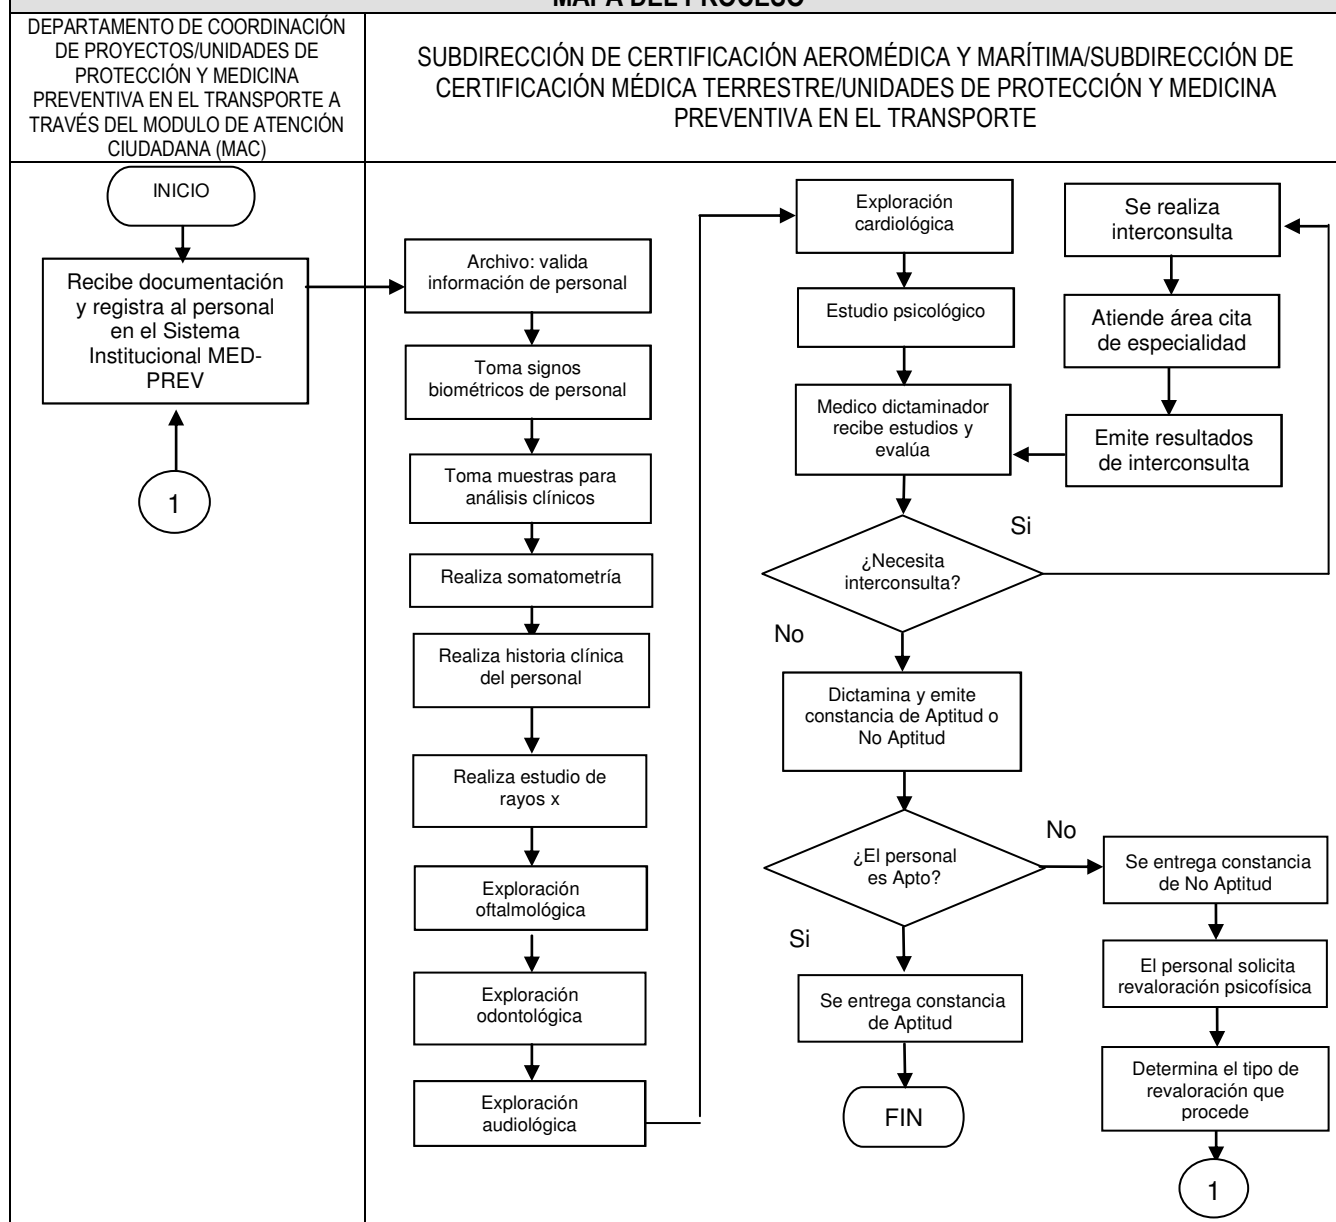 MAPA DEL PROCESO
DEPARTAMENTO DE COORDINACIÓN
DE PROYECTOS/UNIDADES DE
PROTECCIÓN Y MEDICINA
PREVENTIVA EN EL TRANSPORTE A
TRAVÉS DEL MODULO DE ATENCIÓN
CIUDADANA (MAC)
SUBDIRECCIÓN DE CERTIFICACIÓN AEROMÉDICA Y MARÍTIMA/SUBDIRECCIÓN DE
CERTIFICACIÓN MÉDICA TERRESTRE/UNIDADES DE PROTECCIÓN Y MEDICINA
PREVENTIVA EN EL TRANSPORTE
INICIO
Recibe documentación
y registra al personal
en el Sistema
Institucional MED-
PREV
1
Archivo: valida
información de personal
Toma signos
biométricos de personal
Toma muestras para
análisis clínicos
Realiza somatometría
Realiza historia clínica
del personal
Realiza estudio de
rayos x
Exploración
oftalmológica
Exploración
odontológica
Exploración
audiológica
Exploración
cardiológica
Estudio psicológico
Medico dictaminador
recibe estudios y
evalúa
¿Necesita
interconsulta?
Si
Se realiza
interconsulta
Atiende área cita
de especialidad
Emite resultados
de interconsulta
No
Dictamina y emite
constancia de Aptitud o
No Aptitud
¿El personal
es Apto?
No
Se entrega constancia
de No Aptitud
El personal solicita
revaloración psicofísica
Determina el tipo de
revaloración que
procede
1
Si
Se entrega constancia
de Aptitud
FIN